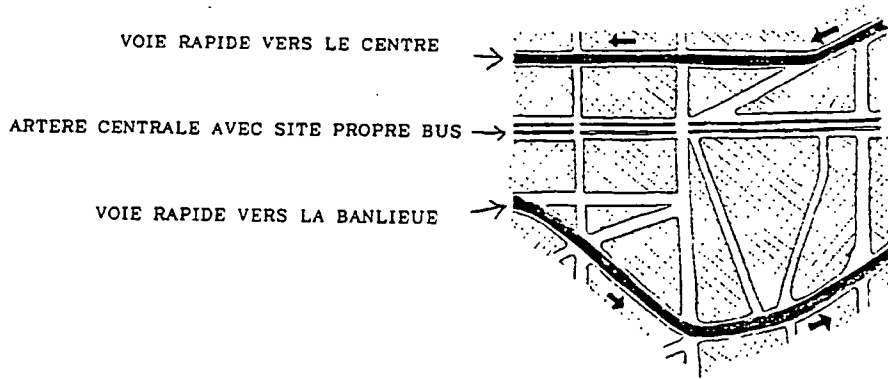 VOIE RAPIDE VERS LE CENTRE
ARTERE CENTRALE AVEC SITE PROPRE BUS
VOIE RAPIDE VERS LA BANLIEUE